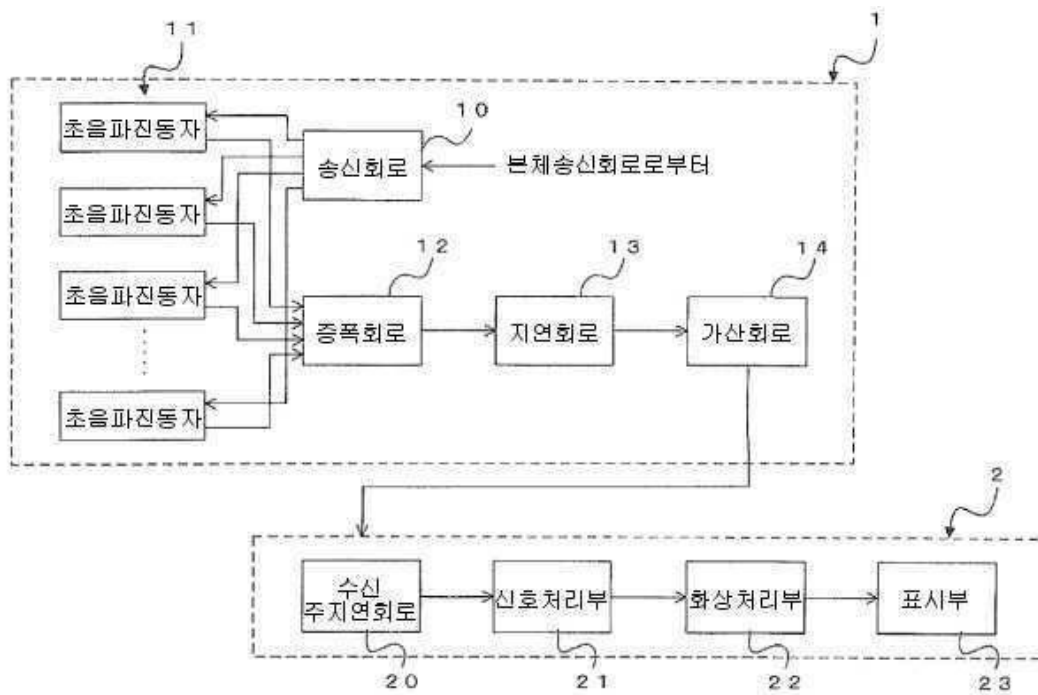 11
1
초음파진동자
10
송신회로
본체송신회로로부터
초음파진동자
12
13
14
초음파진동자
증폭회로
지연회로
가산회로
초음파진동자
2
수신
주지연회로
신호처리부
화상처리부
표시부
20
21
22
23